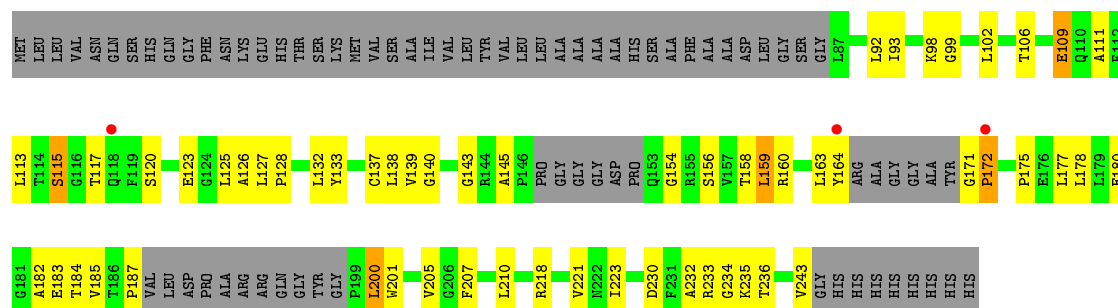 MET LEU LEU VAL ASN GLN SER HIS GLN GLY PHE ASN LYS GLU HIS THR SER LYS MET VAL SER ALA ILE VAL LEU TYR VAL LEU LEU ALA ALA ALA ALA HIS SER ALA PHE ALA ALA ASP LEU GLY SER GLY L87 L92 I93 K98 G99 L102 T106 E109 Q110 A111 E112
L113 T114 S115 G116 T117 Q118 F119 S120 E123 G124 L125 A126 L127 P128 L132 Y133 C137 L138 V139 G140 G143 R144 A145 P146 PRO GLY GLY GLY ASP PRO Q153 G154 R155 S156 V157 T158 L159 R160 L163 Y164 ARG ALA GLY GLY ALA TYR G171 P172 P175 E176 L177 L178 L179 E180
G181 A182 E183 T184 V185 T186 P187 VAL LEU ASP PRO ALA ARG ARG GLN GLY TYR GLY P199 L200 W201 V205 G206 F207 L210 R218 V221 N222 I223 D230 F231 A232 R233 G234 K235 T236 V243 GLY HIS HIS HIS HIS HIS HIS HIS HIS